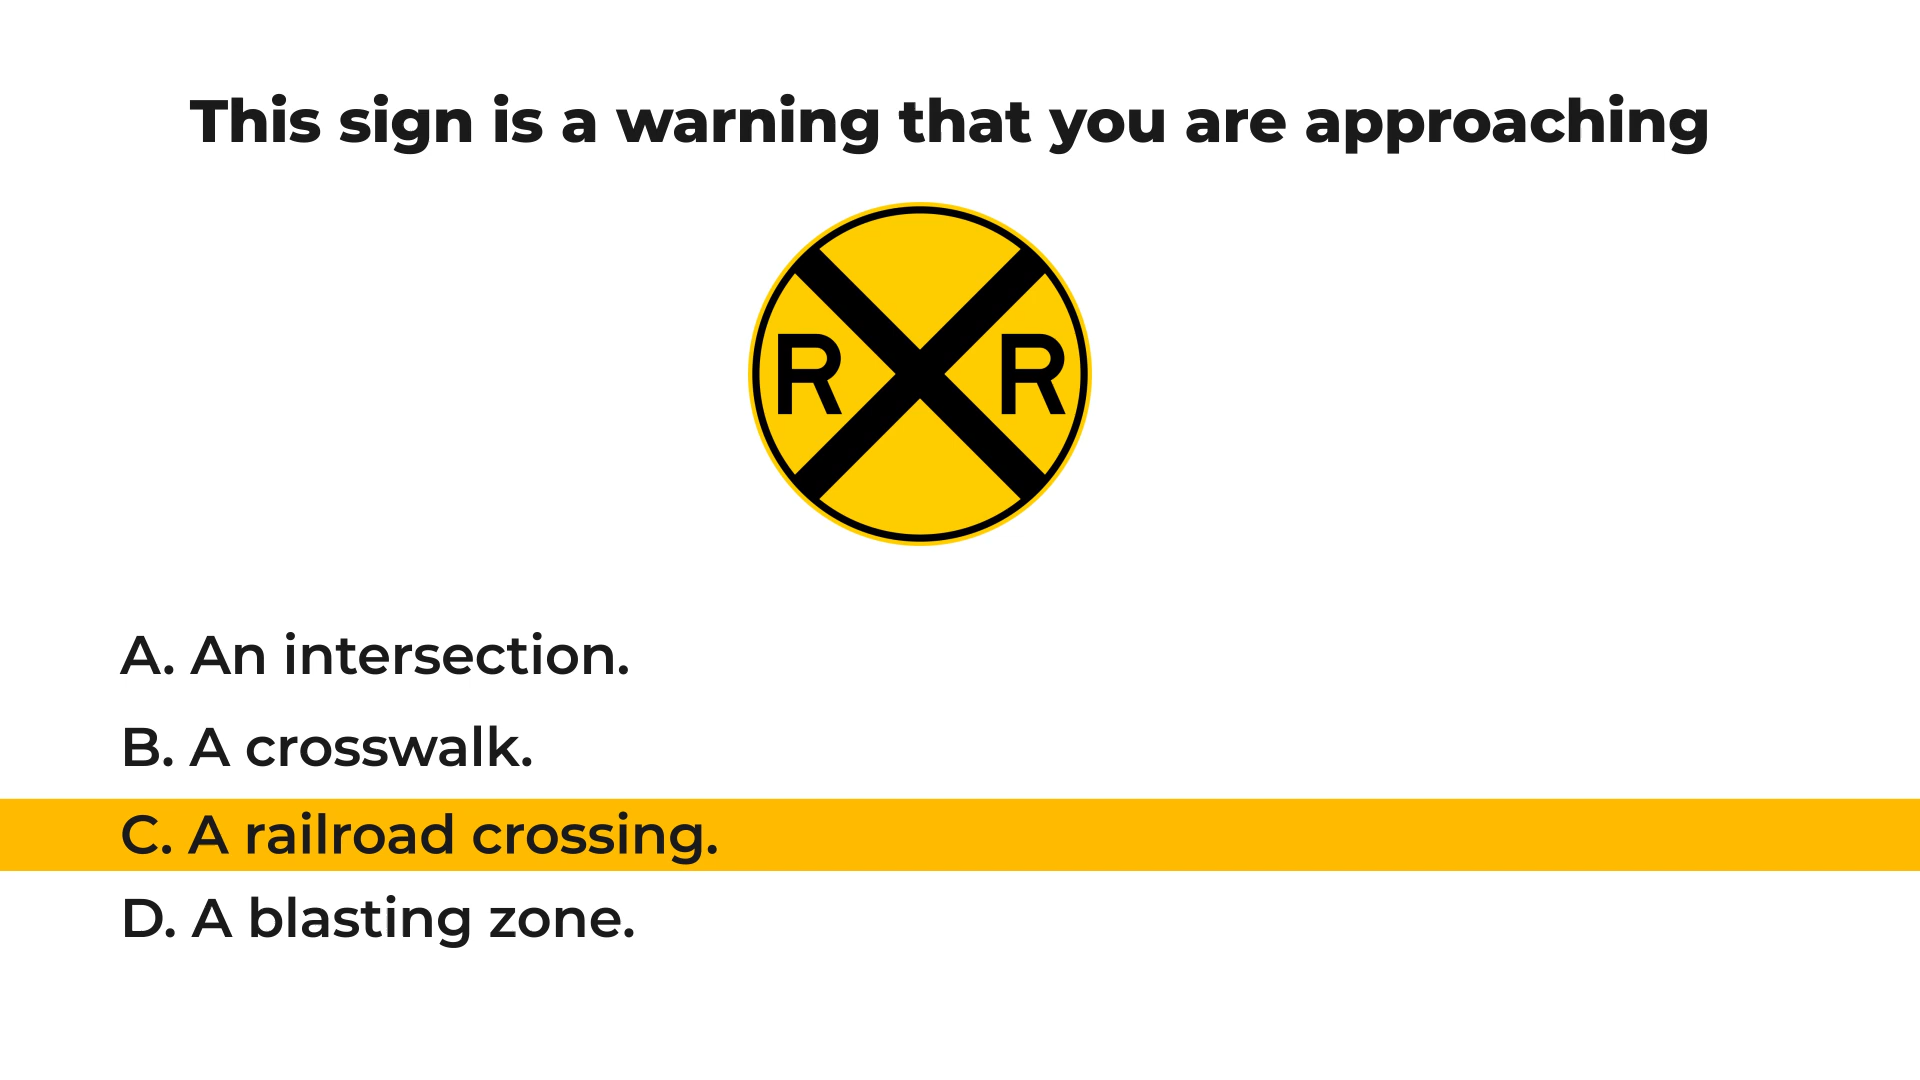 This sign is a warning that you are approaching
R R
A. An intersection.
B. A crosswalk.
C. A railroad crossing.
D. A blasting zone.